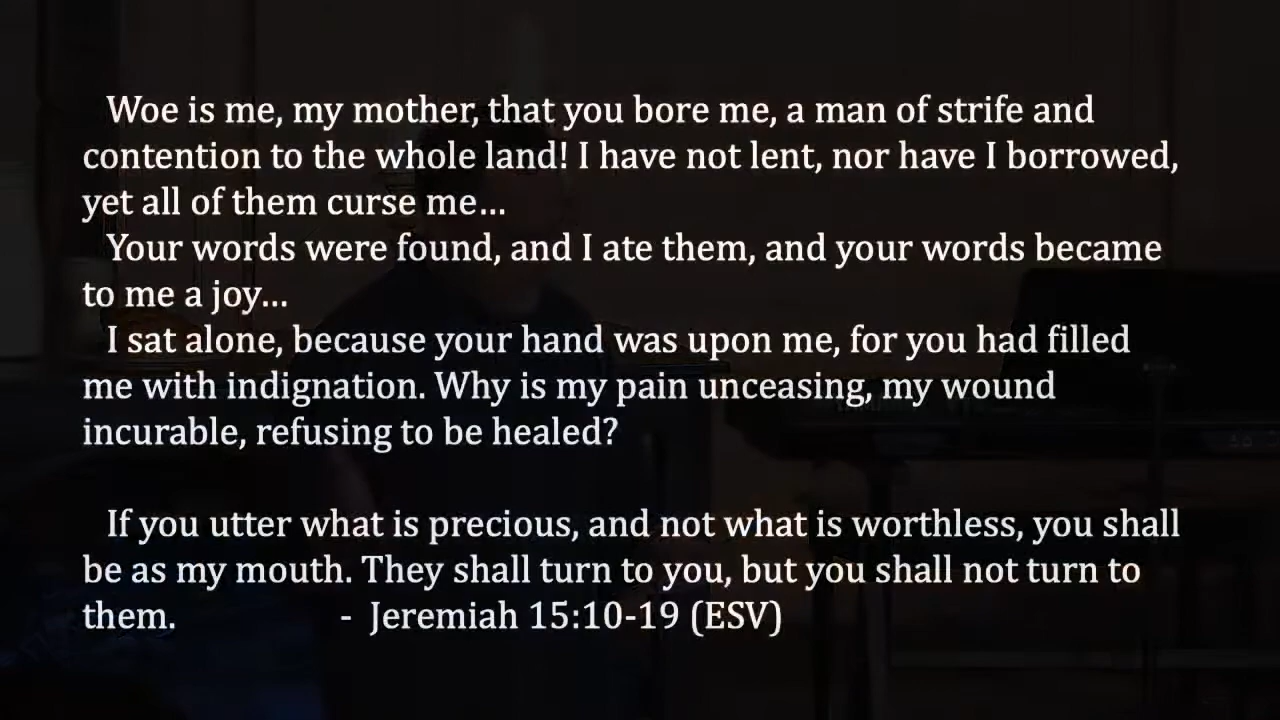 Woe is me, my mother, that you bore me, a man of strife and
contention to the whole land! I have not lent, nor have I borrowed,
yet all of them curse me...
Your words were found, and I ate them, and your words became
to me a joy...
I sat alone, because your hand was upon me, for you had filled
me with indignation. Why is my pain unceasing, my wound
incurable, refusing to be healed?
If you utter what is precious, and not what is worthless, you shall
be as my mouth. They shall turn to you, but you shall not turn to
them. - Jeremiah 15:10-19 (ESV)